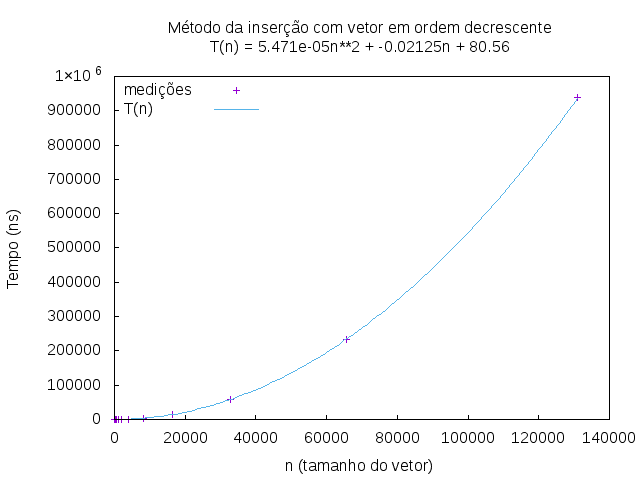 Método da inserção com vetor em ordem decrescente
T(n) = 5.471e-05n**2 + -0.02125n + 80.56
1×10 6
medições
T(n)
900000
800000
700000
600000
500000
400000
300000
200000
100000
0
Tempo (ns)
0 20000 40000 60000 80000 100000 120000 140000
n (tamanho do vetor)